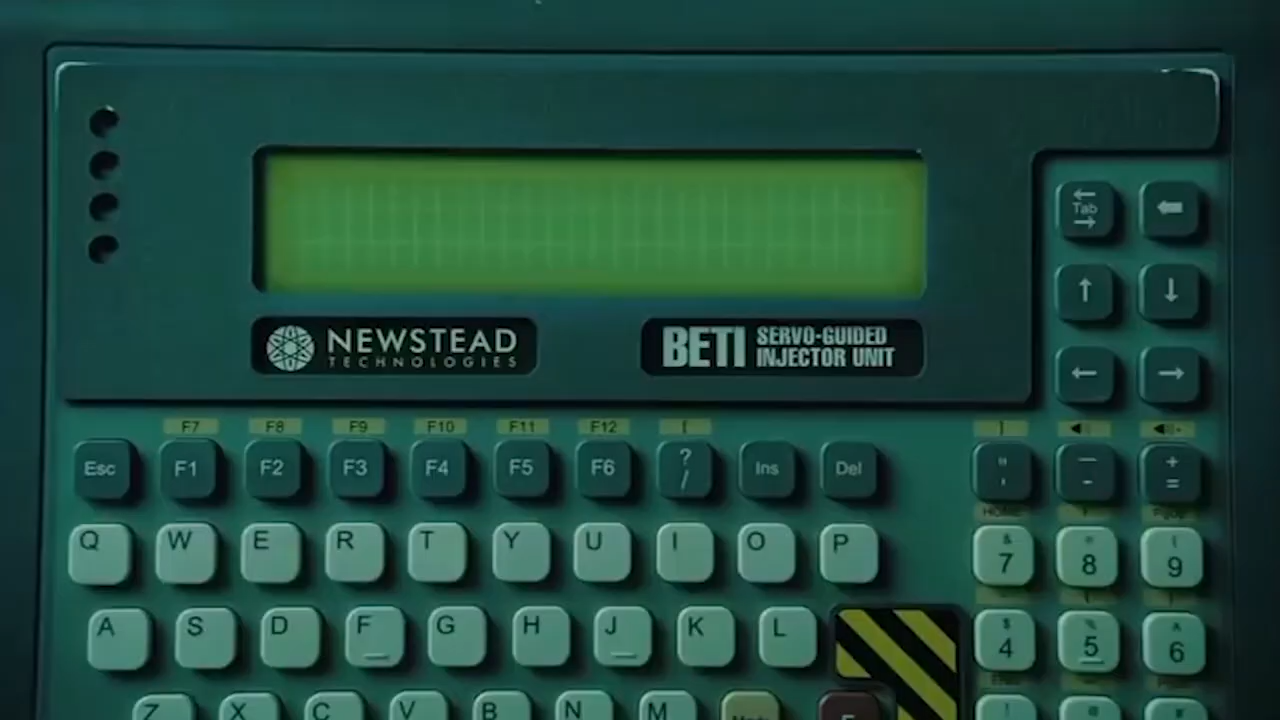 Tab
NEWSTEAD
TECHNOLOGIES
BETI SERVO-GUIDED
INJECTOR UNIT
F7 F8 F9 F10 F11 F12 [ ]
Esc F1 F2 F3 F4 F5 F6 ? / Ins Del " ' — - + =
Q W E R T Y U I O P & 7 8 ( 9
A S D F G H J K L $ 4 % 5 ^ 6
Z X C V B N M